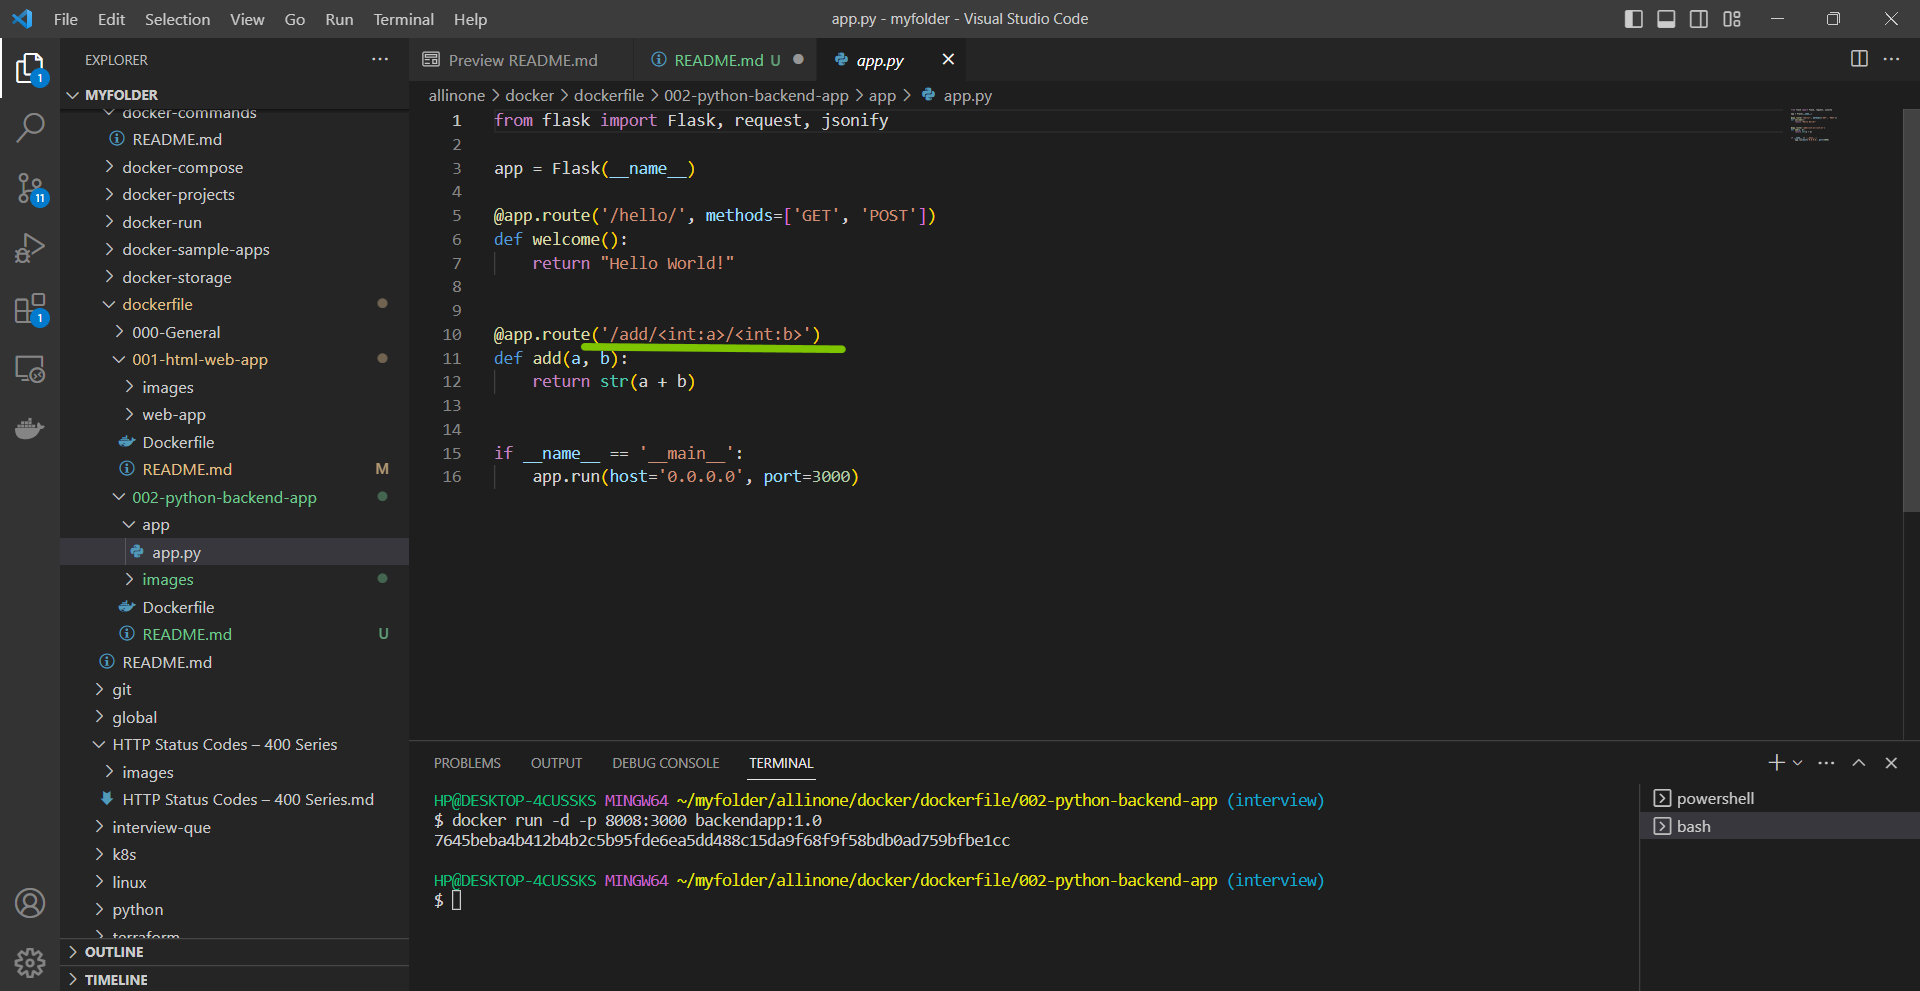 File Edit Selection View Go Run Terminal Help
app.py - myfolder - Visual Studio Code
EXPLORER
MYFOLDER
docker-commands
README.md
docker-compose
docker-projects
docker-run
docker-sample-apps
docker-storage
dockerfile
000-General
001-html-web-app
images
web-app
Dockerfile
README.md M
002-python-backend-app
app
app.py
images
Dockerfile
README.md U
README.md
git
global
HTTP Status Codes – 400 Series
images
HTTP Status Codes – 400 Series.md
interview-que
k8s
linux
python
terraform
OUTLINE
TIMELINE
1
11
1
Preview README.md
README.md U
app.py
allinone > docker > dockerfile > 002-python-backend-app > app > app.py
1 from flask import Flask, request, jsonify
2
3 app = Flask(__name__)
4
5 @app.route('/hello/', methods=['GET', 'POST'])
6 def welcome():
7     return "Hello World!"
8
9
10 @app.route('/add/<int:a>/<int:b>')
11 def add(a, b):
12     return str(a + b)
13
14
15 if __name__ == '__main__':
16     app.run(host='0.0.0.0', port=3000)
PROBLEMS OUTPUT DEBUG CONSOLE TERMINAL
HP@DESKTOP-4CUSSKS MINGW64 ~/myfolder/allinone/docker/dockerfile/002-python-backend-app (interview)
$ docker run -d -p 8008:3000 backendapp:1.0
7645beba4b412b4b2c5b95fde6ea5dd488c15da9f68f9f58bdb0ad759bfbe1cc
HP@DESKTOP-4CUSSKS MINGW64 ~/myfolder/allinone/docker/dockerfile/002-python-backend-app (interview)
$
powershell
bash